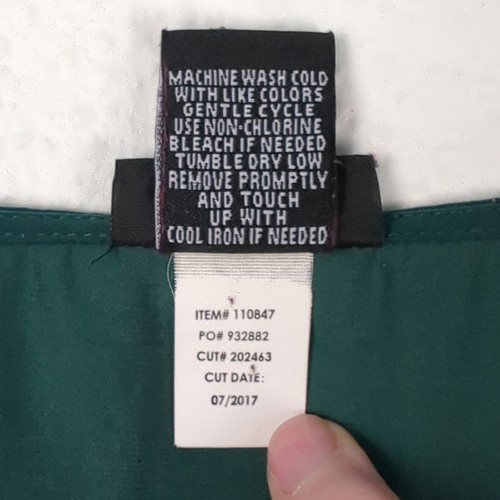 MACHINE WASH COLD
WITH LIKE COLORS
GENTLE CYCLE
USE NON-CHLORINE
BLEACH IF NEEDED
TUMBLE DRY LOW
REMOVE PROMPTLY
AND TOUCH
UP WITH
COOL IRON IF NEEDED
ITEM# 110847
PO# 932882
CUT# 202463
CUT DATE:
07/2017